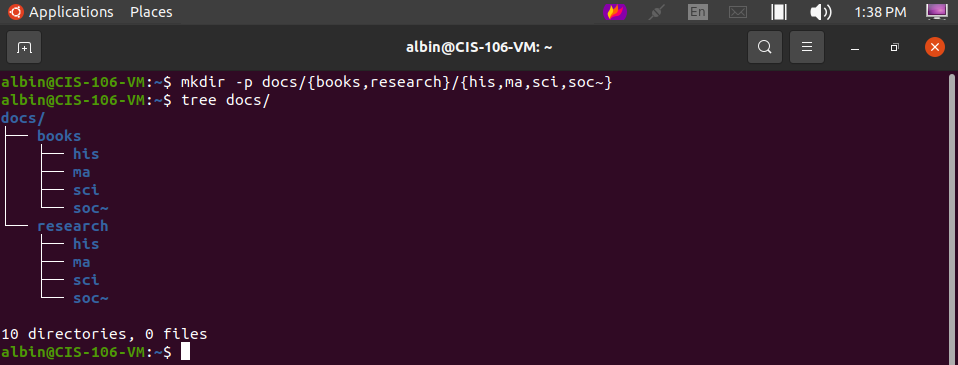 Applications Places En 1:38 PM
albin@CIS-106-VM: ~
albin@CIS-106-VM:~$ mkdir -p docs/{books,research}/{his,ma,sci,soc~}
albin@CIS-106-VM:~$ tree docs/
docs/
├── books
│   ├── his
│   ├── ma
│   ├── sci
│   └── soc~
└── research
    ├── his
    ├── ma
    ├── sci
    └── soc~
10 directories, 0 files
albin@CIS-106-VM:~$